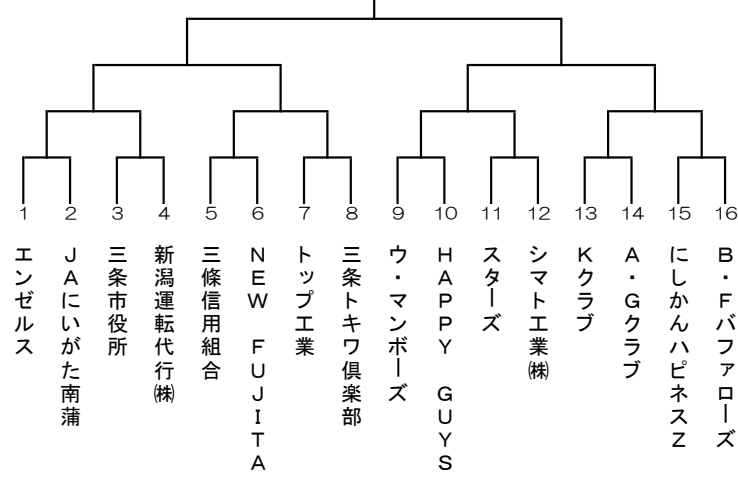 1 2 3 4 5 6 7 8 9 10 11 12 13 14 15 16
エンゼルス
JAにいがた南蒲
三条市役所
新潟運転代行㈱
三條信用組合
NEW FUJITA
トップ工業
三条トキワ倶楽部
ウ・マンボーズ
HAPPY GUYS
スターズ
シマト工業㈱
Kクラブ
A・Gクラブ
にしかんハピネスZ
B・Fバファローズ